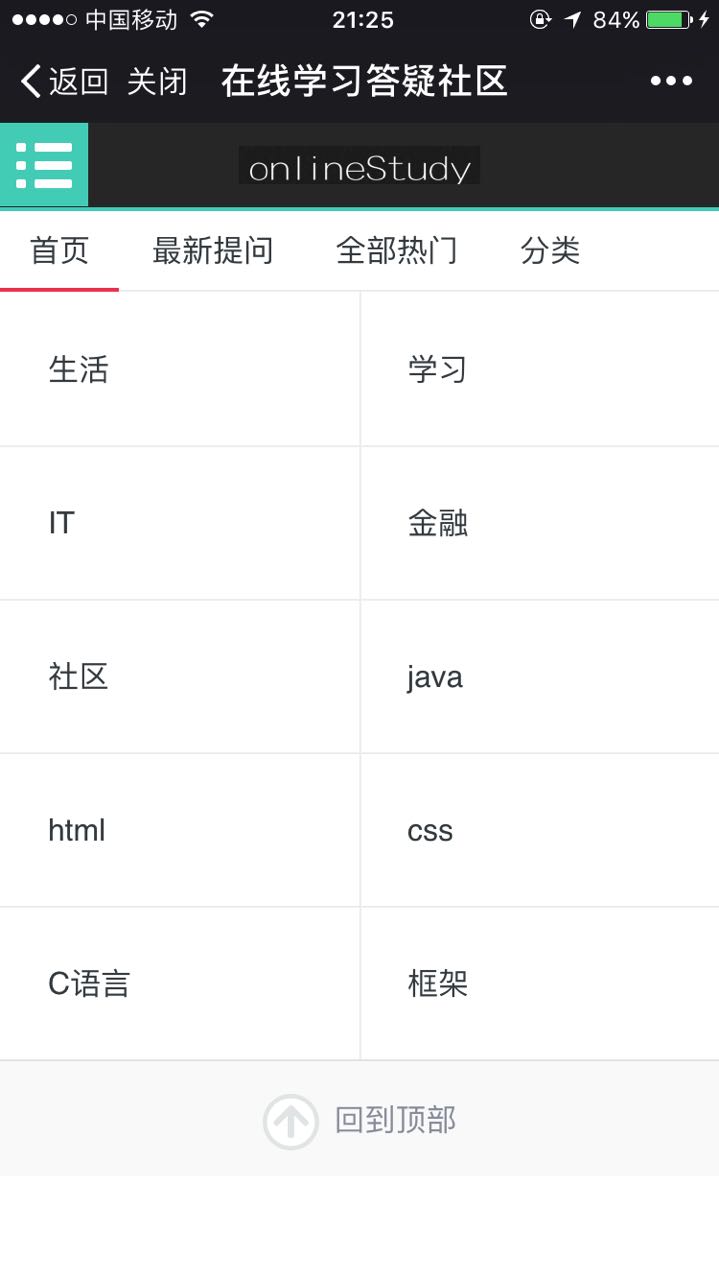 中国移动 21:25 84%
返回 关闭 在线学习答疑社区
onlineStudy
首页 最新提问 全部热门 分类
生活 学习
IT 金融
社区 java
html css
C语言 框架
回到顶部